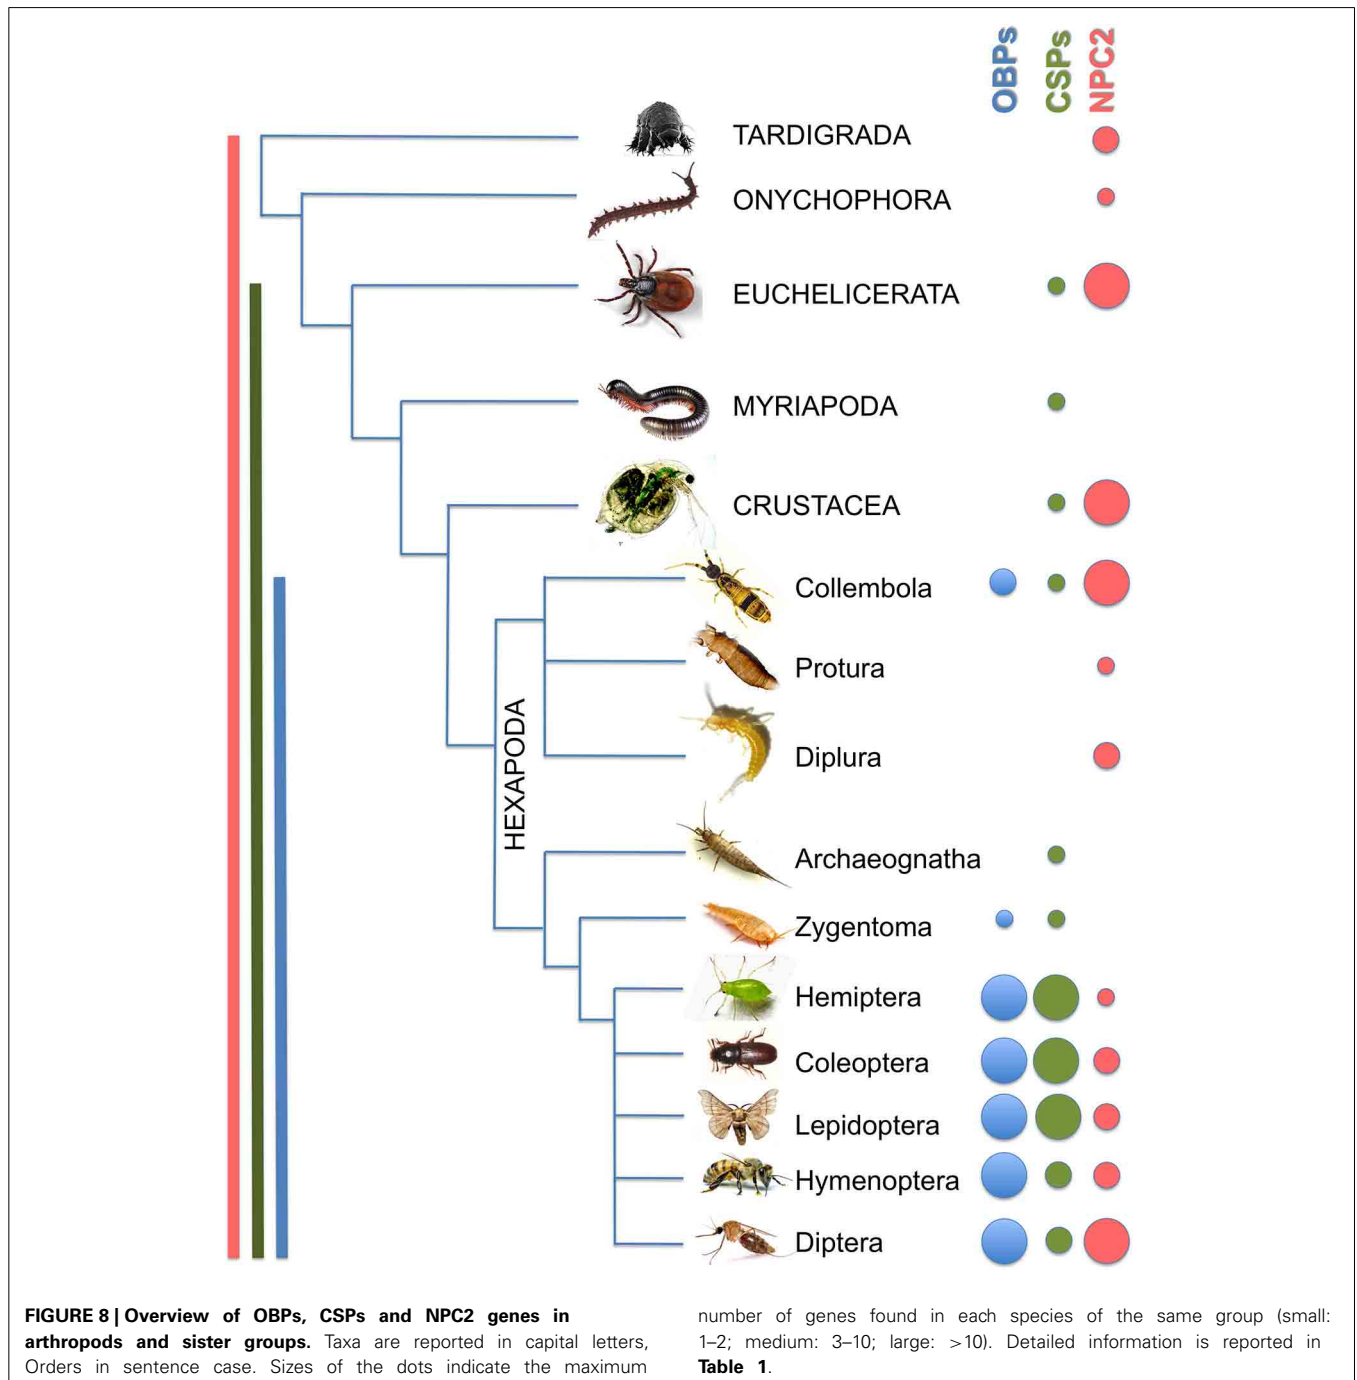 OBPs
CSPs
NPC2
TARDIGRADA
ONYCHOPHORA
EUCHELICERATA
MYRIAPODA
CRUSTACEA
Collembola
Protura
Diplura
HEXAPODA
Archaeognatha
Zygentoma
Hemiptera
Coleoptera
Lepidoptera
Hymenoptera
Diptera
FIGURE 8 | Overview of OBPs, CSPs and NPC2 genes in
arthropods and sister groups. Taxa are reported in capital letters,
Orders in sentence case. Sizes of the dots indicate the maximum
number of genes found in each species of the same group (small:
1–2; medium: 3–10; large: >10). Detailed information is reported in
Table 1.